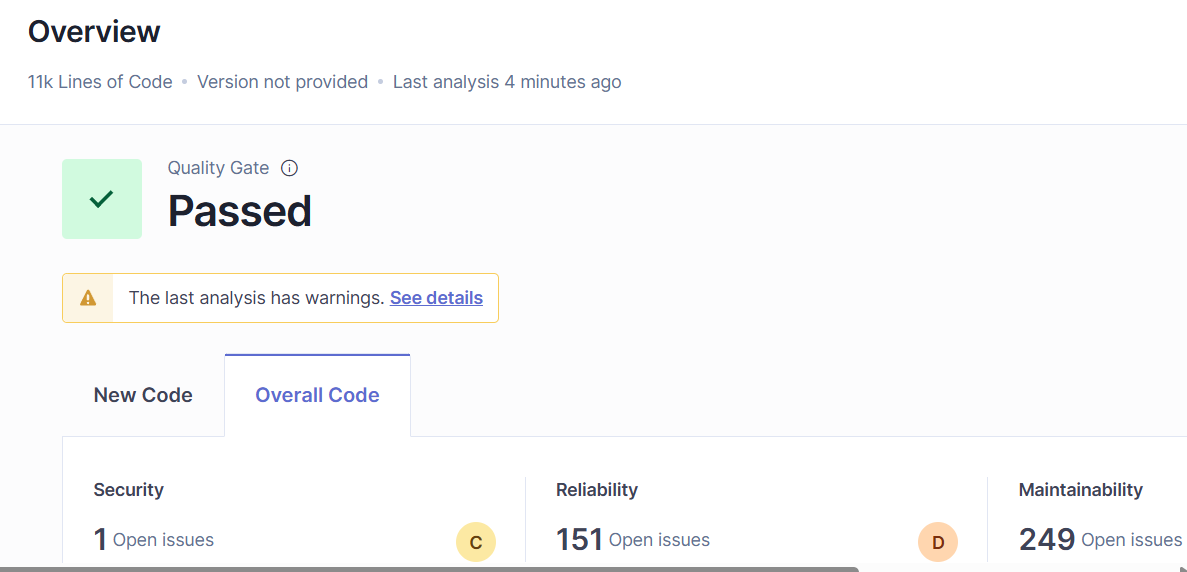 Overview
11k Lines of Code • Version not provided • Last analysis 4 minutes ago
Quality Gate
Passed
The last analysis has warnings. See details
New Code Overall Code
Security Reliability Maintainability
1 Open issues C 151 Open issues D 249 Open issues